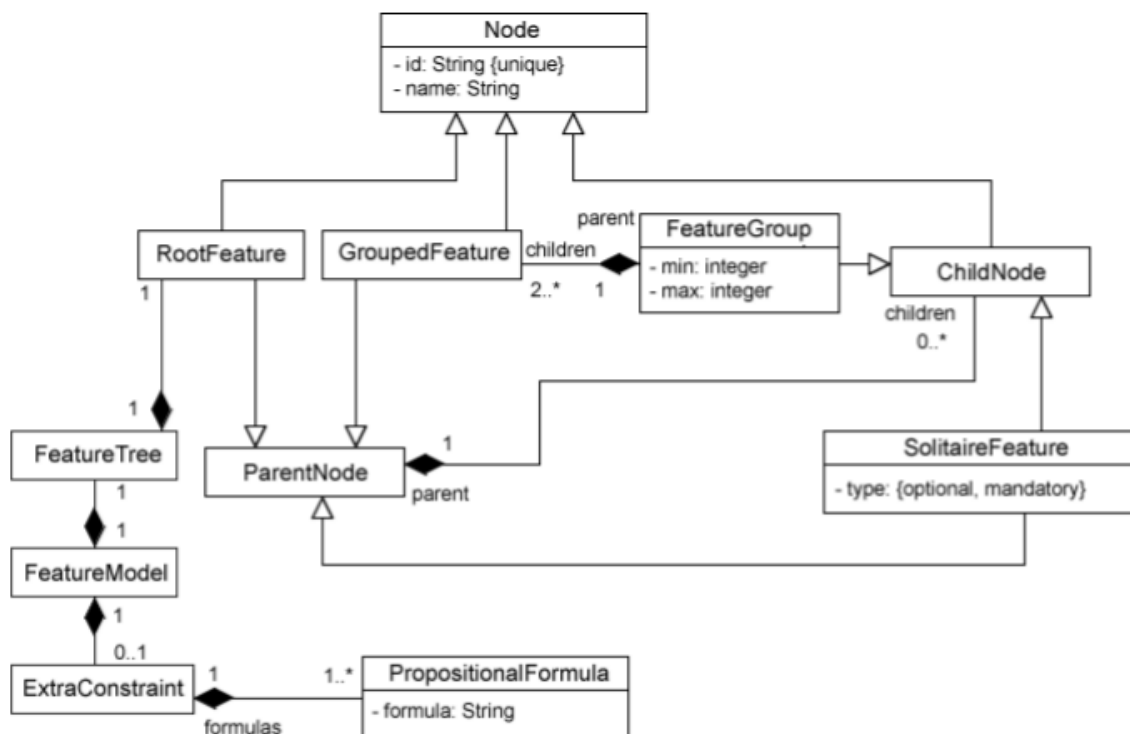 Node
- id: String {unique}
- name: String
RootFeature
GroupedFeature
children
2..*
parent
1
FeatureGroup
- min: integer
- max: integer
ChildNode
children
0..*
1
1
FeatureTree
1
ParentNode
1
parent
SolitaireFeature
- type: {optional, mandatory}
1
FeatureModel
1
0..1
ExtraConstraint
1
formulas
1..*
PropositionalFormula
- formula: String